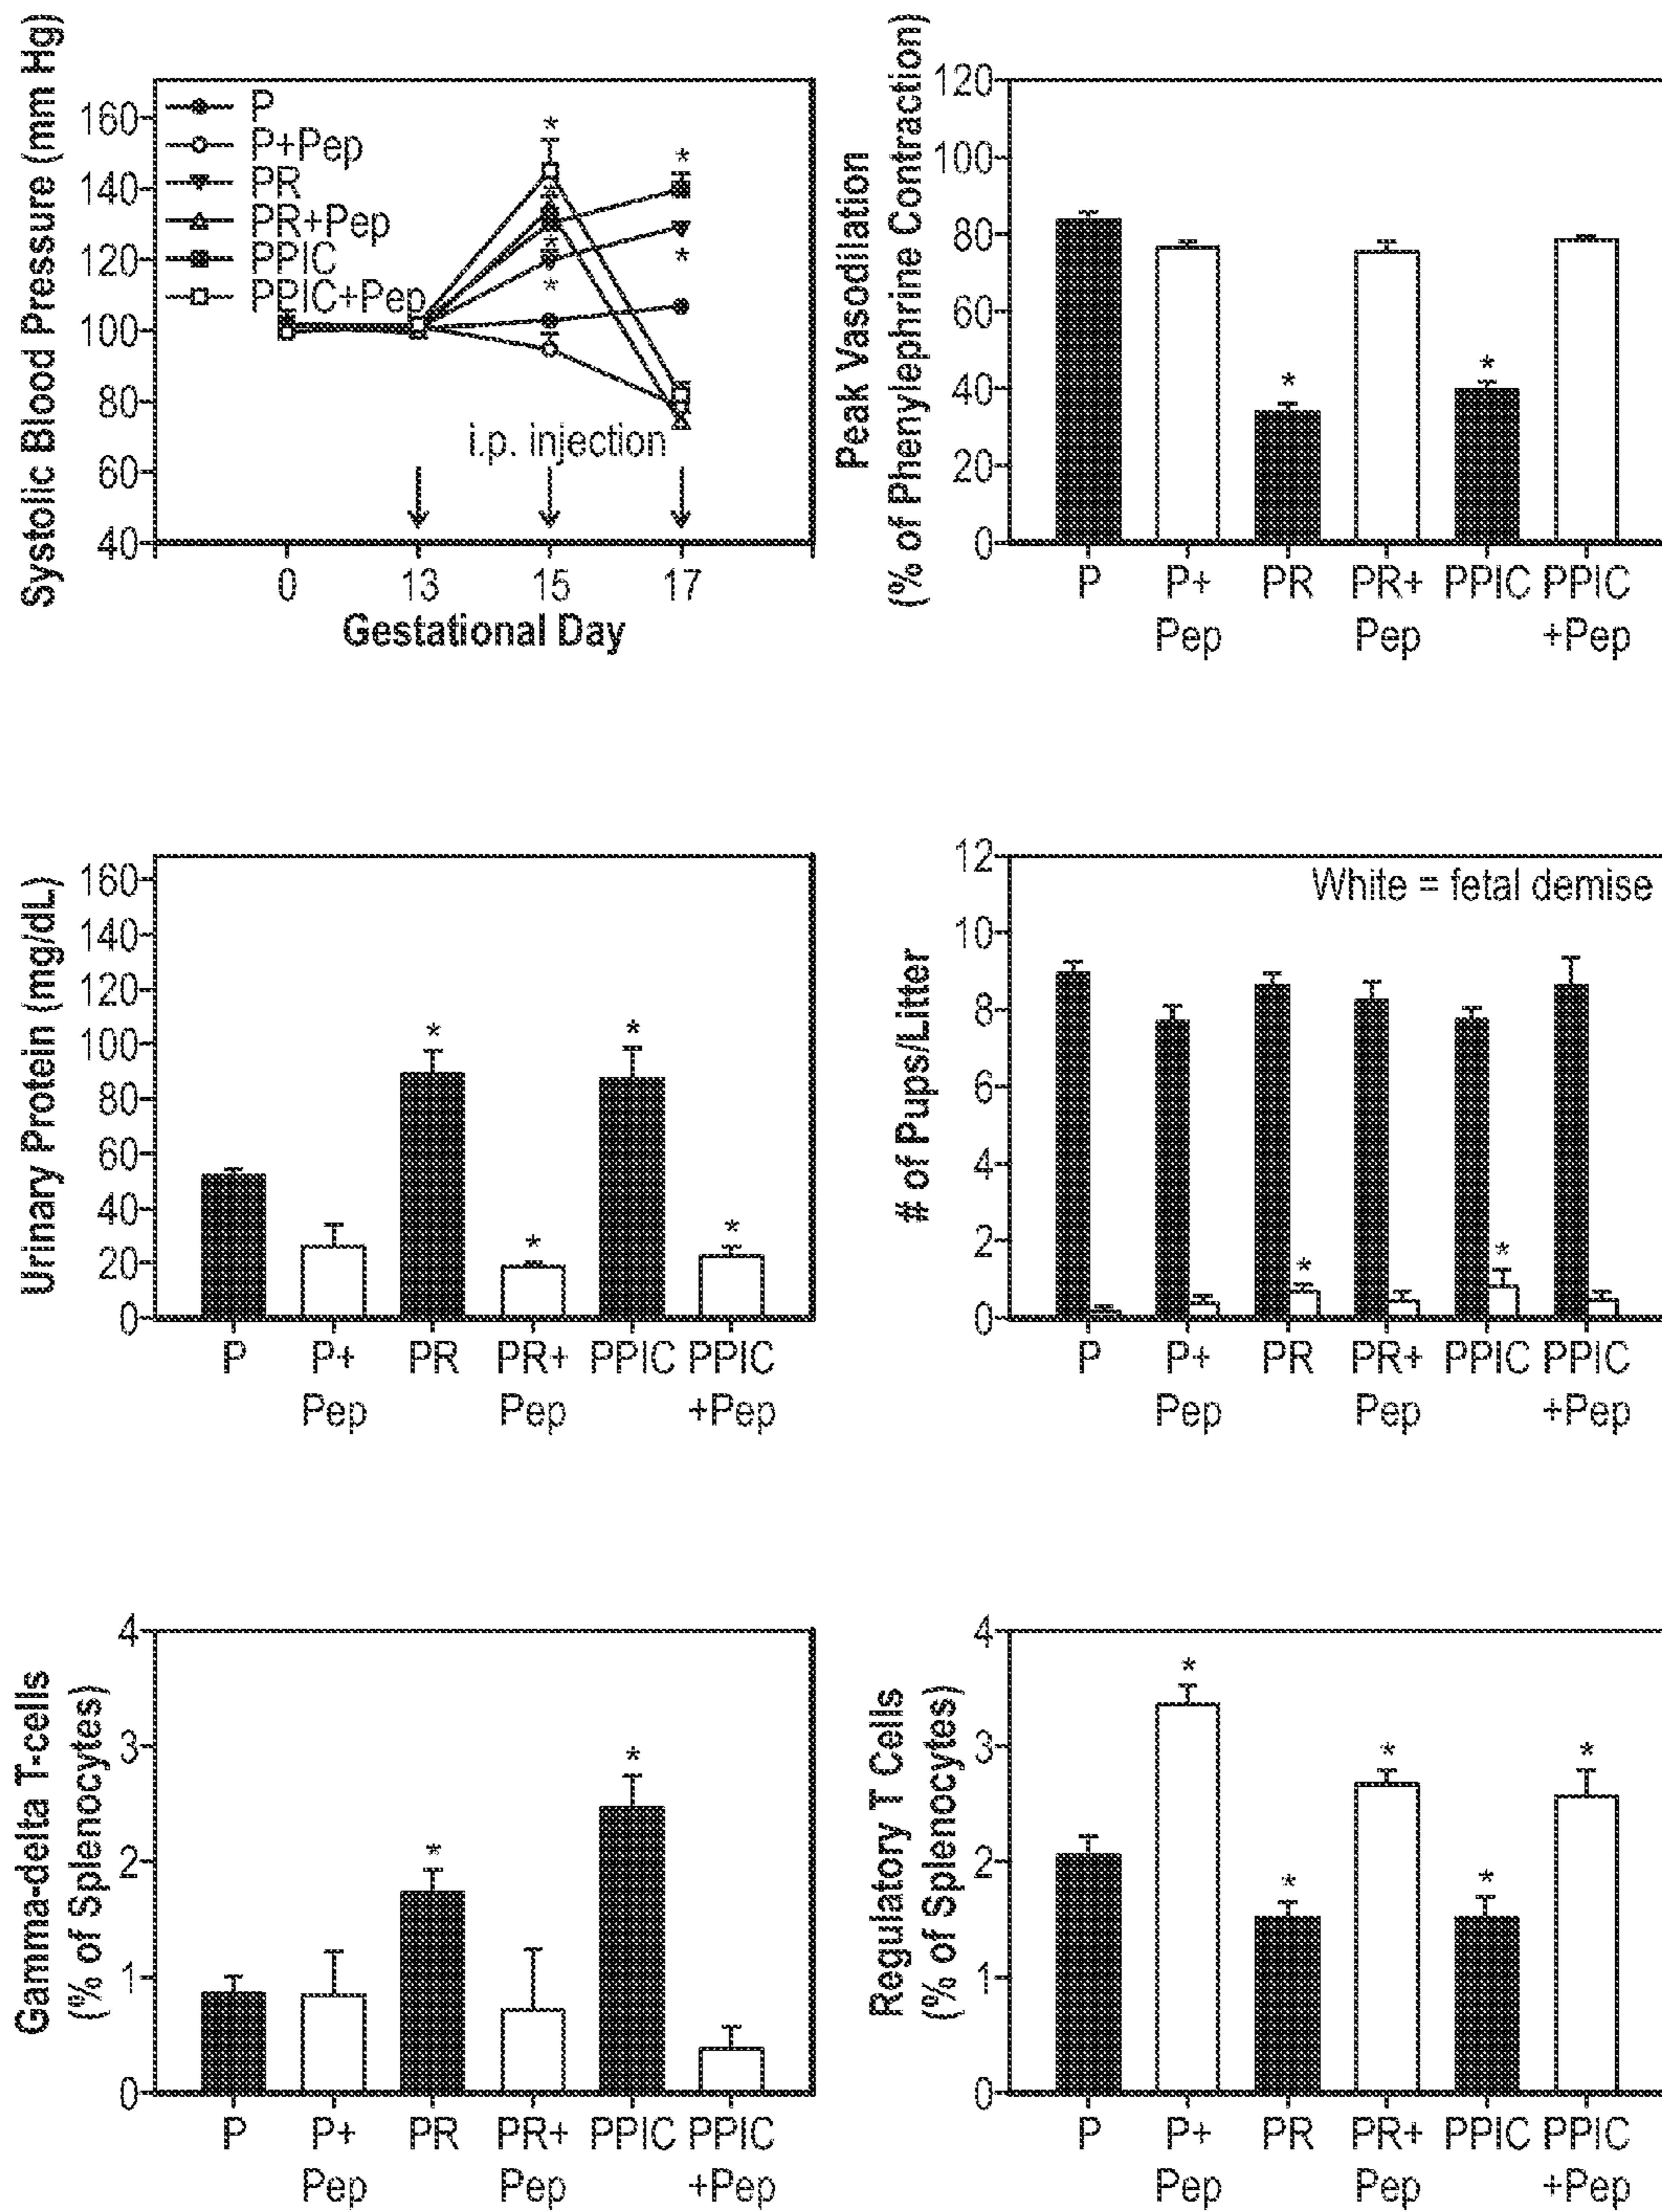 Systolic Blood Pressure (mm Hg)
160
140
120
100
80
60
40
P
P+Pep
PR
PR+Pep
PPIC
PPIC+Pep
*
*
*
*
*
*
i.p. injection
0 13 15 17
Gestational Day
Peak Vasodilation
(% of Phenylephrine Contraction)
120
100
80
60
40
20
0
* *
P P+ PR PR+ PPIC PPIC
Pep Pep +Pep
Urinary Protein (mg/dL)
160
140
120
100
80
60
40
20
0
* * * *
P P+ PR PR+ PPIC PPIC
Pep Pep +Pep
# of Pups/Litter
12
10
8
6
4
2
0
White = fetal demise
* *
P P+ PR PR+ PPIC PPIC
Pep Pep +Pep
Gamma-delta T-cells
(% of Splenocytes)
4
3
2
1
0
* *
P P+ PR PR+ PPIC PPIC
Pep Pep +Pep
Regulatory T Cells
(% of Splenocytes)
4
3
2
1
0
* * * * *
P P+ PR PR+ PPIC PPIC
Pep Pep +Pep